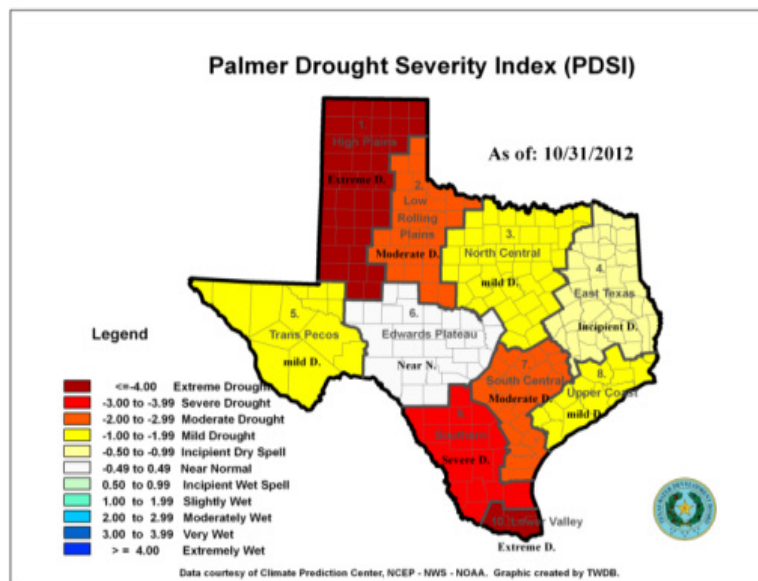 Palmer Drought Severity Index (PDSI)
As of: 10/31/2012
1.
High Plains
Extreme D.
2.
Low
Rolling
Plains
Moderate D.
3.
North Central
mild D.
4.
East Texas
Incipient D.
5.
Trans Pecos
mild D.
6.
Edwards Plateau
Near N.
7.
South Central
Moderate D.
8.
Upper Coast
mild D.
9.
Southern
Severe D.
10. Lower Valley
Extreme D.
Legend
<=-4.00 Extreme Drought
-3.00 to -3.99 Severe Drought
-2.00 to -2.99 Moderate Drought
-1.00 to -1.99 Mild Drought
-0.50 to -0.99 Incipient Dry Spell
-0.49 to 0.49 Near Normal
0.50 to 0.99 Incipient Wet Spell
1.00 to 1.99 Slightly Wet
2.00 to 2.99 Moderately Wet
3.00 to 3.99 Very Wet
> = 4.00 Extremely Wet
TEXAS WATER DEVELOPMENT BOARD
Data courtesy of Climate Prediction Center, NCEP - NWS - NOAA. Graphic created by TWDB.